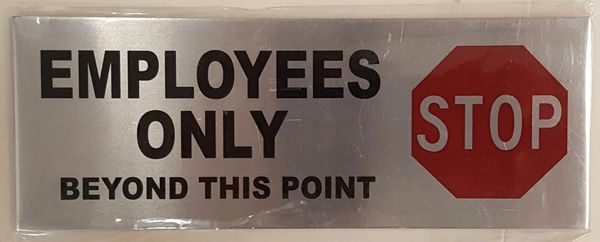 EMPLOYEES
ONLY
BEYOND THIS POINT
STOP